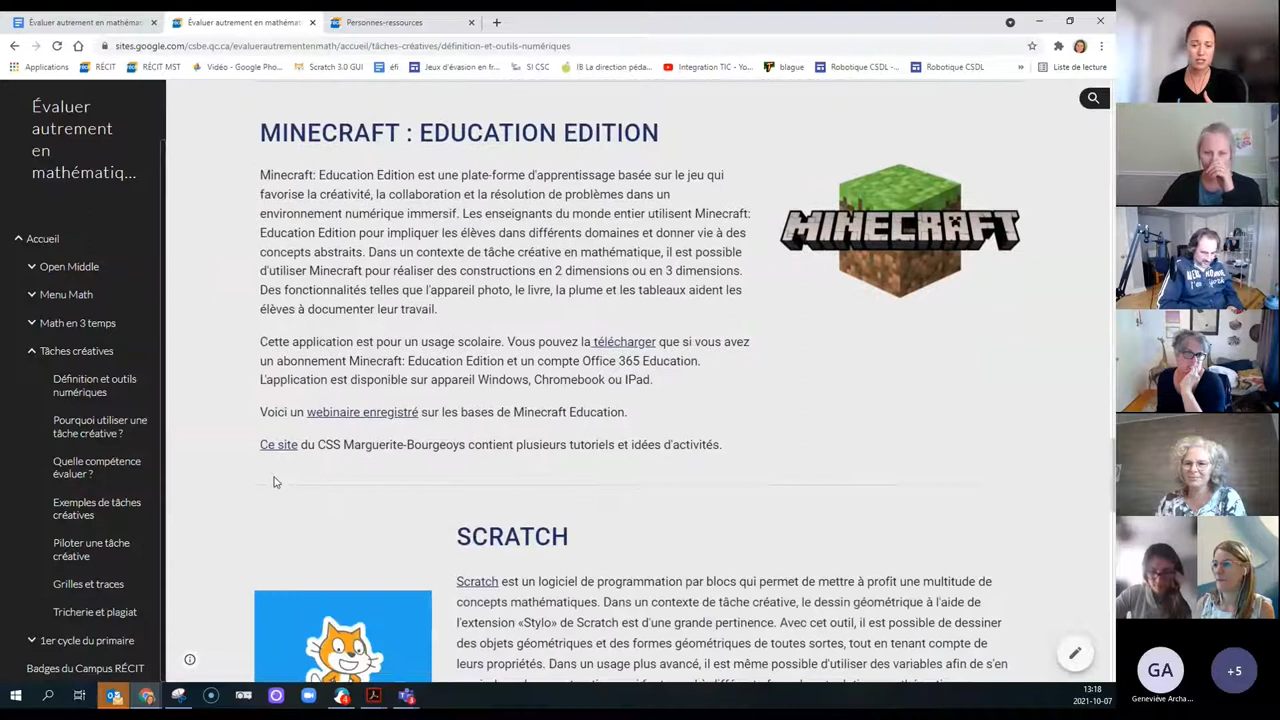 Évaluer autrement en mathémat
Évaluer autrement en mathémati
Personnes-ressources
sites.google.com/csbe.qc.ca/evaluerautrementenmath/accueil/tâches-créatives/définition-et-outils-numériques
Applications
RÉCIT
RÉCIT MST
Vidéo - Google Pho...
Scratch 3.0 GUI
éfi
Jeux d'évasion en fr...
SI CSC
IB La direction péda...
Integration TIC - Yo...
blague
Robotique CSDL -...
Robotique CSDL
»
Liste de lecture
Évaluer
autrement
en
mathématiq...
Accueil
Open Middle
Menu Math
Math en 3 temps
Tâches créatives
Définition et outils
numériques
Pourquoi utiliser une
tâche créative ?
Quelle compétence
évaluer ?
Exemples de tâches
créatives
Piloter une tâche
créative
Grilles et traces
Tricherie et plagiat
1er cycle du primaire
Badges du Campus RÉCIT
MINECRAFT : EDUCATION EDITION
Minecraft: Education Edition est une plate-forme d'apprentissage basée sur le jeu qui
favorise la créativité, la collaboration et la résolution de problèmes dans un
environnement numérique immersif. Les enseignants du monde entier utilisent Minecraft:
Education Edition pour impliquer les élèves dans différents domaines et donner vie à des
concepts abstraits. Dans un contexte de tâche créative en mathématique, il est possible
d'utiliser Minecraft pour réaliser des constructions en 2 dimensions ou en 3 dimensions.
Des fonctionnalités telles que l'appareil photo, le livre, la plume et les tableaux aident les
élèves à documenter leur travail.
MINECRAFT
Cette application est pour un usage scolaire. Vous pouvez la télécharger que si vous avez
un abonnement Minecraft: Education Edition et un compte Office 365 Education.
L'application est disponible sur appareil Windows, Chromebook ou IPad.
Voici un webinaire enregistré sur les bases de Minecraft Education.
Ce site du CSS Marguerite-Bourgeoys contient plusieurs tutoriels et idées d'activités.
SCRATCH
Scratch est un logiciel de programmation par blocs qui permet de mettre à profit une multitude de
concepts mathématiques. Dans un contexte de tâche créative, le dessin géométrique à l'aide de
l'extension «Stylo» de Scratch est d'une grande pertinence. Avec cet outil, il est possible de dessiner
des objets géométriques et des formes géométriques de toutes sortes, tout en tenant compte de
leurs propriétés. Dans un usage plus avancé, il est même possible d'utiliser des variables afin de s'en
GA
Geneviève Archa...
+5
13:18
2021-10-07